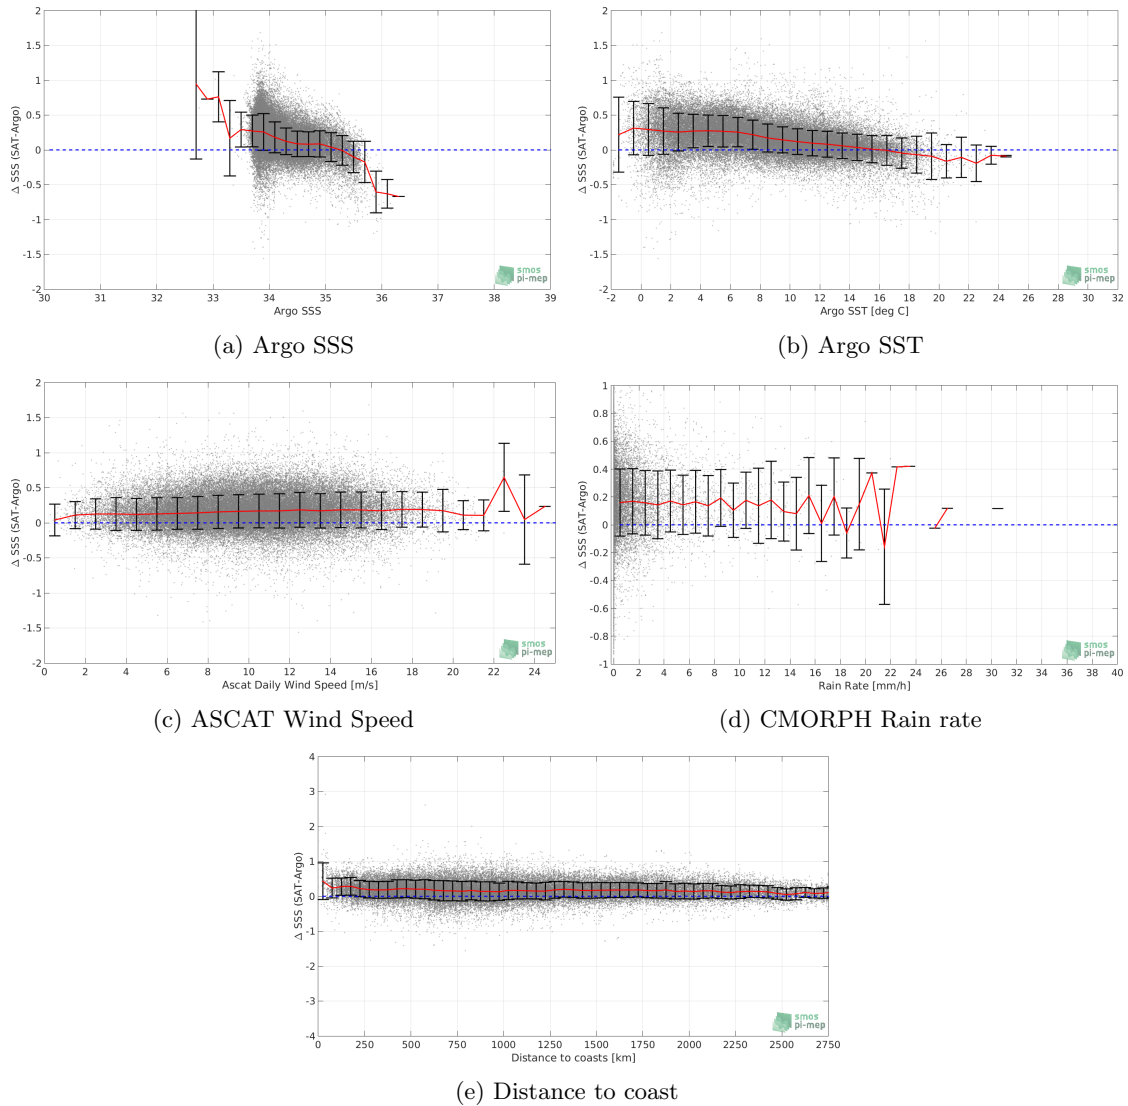 2
1.5
1
0.5
0
-0.5
-1
-1.5
-2
Δ SSS (SAT-Argo)
30 31 32 33 34 35 36 37 38 39
Argo SSS
smos
pi-mep
(a) Argo SSS
2
1.5
1
0.5
0
-0.5
-1
-1.5
-2
Δ SSS (SAT-Argo)
-2 0 2 4 6 8 10 12 14 16 18 20 22 24 26 28 30 32
Argo SST [deg C]
smos
pi-mep
(b) Argo SST
2
1.5
1
0.5
0
-0.5
-1
-1.5
-2
Δ SSS (SAT-Argo)
0 2 4 6 8 10 12 14 16 18 20 22 24
Ascat Daily Wind Speed [m/s]
smos
pi-mep
(c) ASCAT Wind Speed
1
0.8
0.6
0.4
0.2
0
-0.2
-0.4
-0.6
-0.8
-1
Δ SSS (SAT-Argo)
0 2 4 6 8 10 12 14 16 18 20 22 24 26 28 30 32 34 36 38 40
Rain Rate [mm/h]
smos
pi-mep
(d) CMORPH Rain rate
4
3
2
1
0
-1
-2
-3
-4
Δ SSS (SAT-Argo)
0 250 500 750 1000 1250 1500 1750 2000 2250 2500 2750
Distance to coasts [km]
smos
pi-mep
(e) Distance to coast